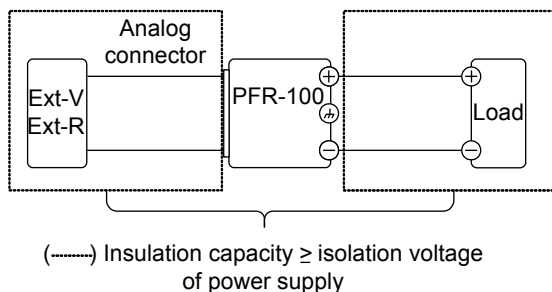 Analog
connector
Ext-V
Ext-R
PFR-100
+
+
Load
-
-
(--------) Insulation capacity ≥ isolation voltage
of power supply